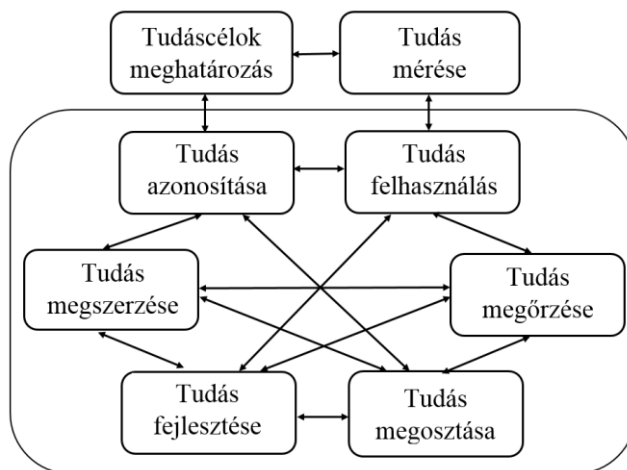 Tudáscélok
meghatározás
Tudás
mérése
Tudás
azonosítása
Tudás
felhasználás
Tudás
megszerzése
Tudás
megőrzése
Tudás
fejlesztése
Tudás
megosztása